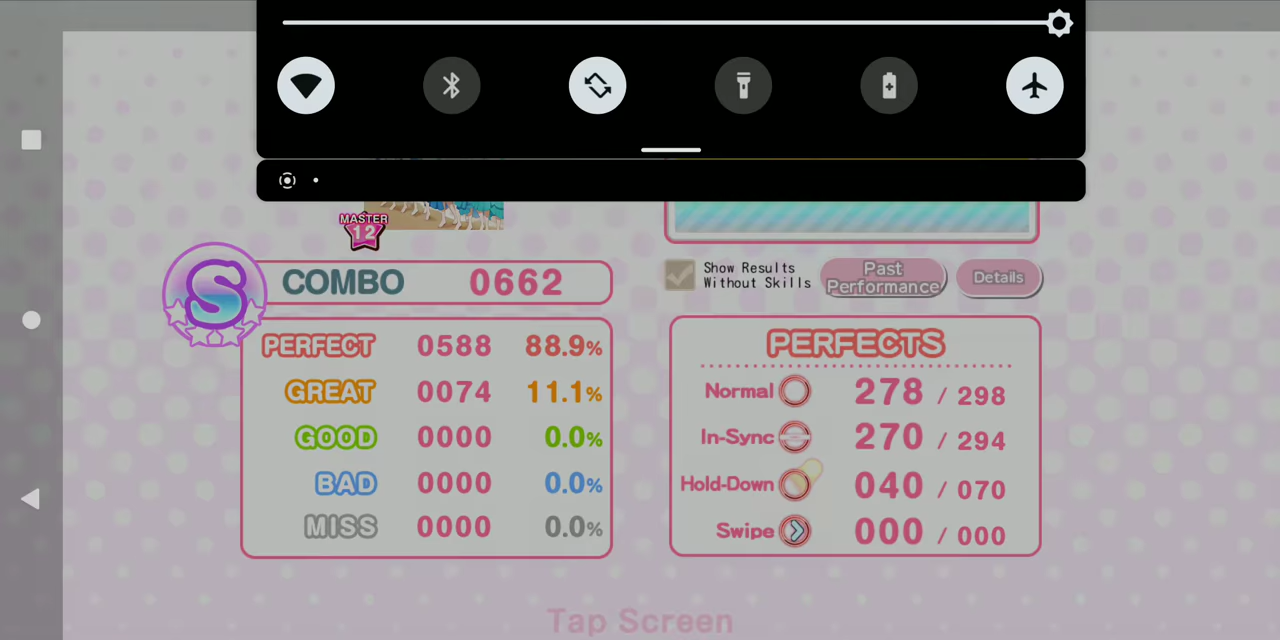 MASTER
12
S
COMBO 0662
PERFECT 0588 88.9%
GREAT 0074 11.1%
GOOD 0000 0.0%
BAD 0000 0.0%
MISS 0000 0.0%
Show Results
Without Skills
Past
Performance
Details
PERFECTS
Normal 278 / 298
In-Sync 270 / 294
Hold-Down 040 / 070
Swipe 000 / 000
Tap Screen